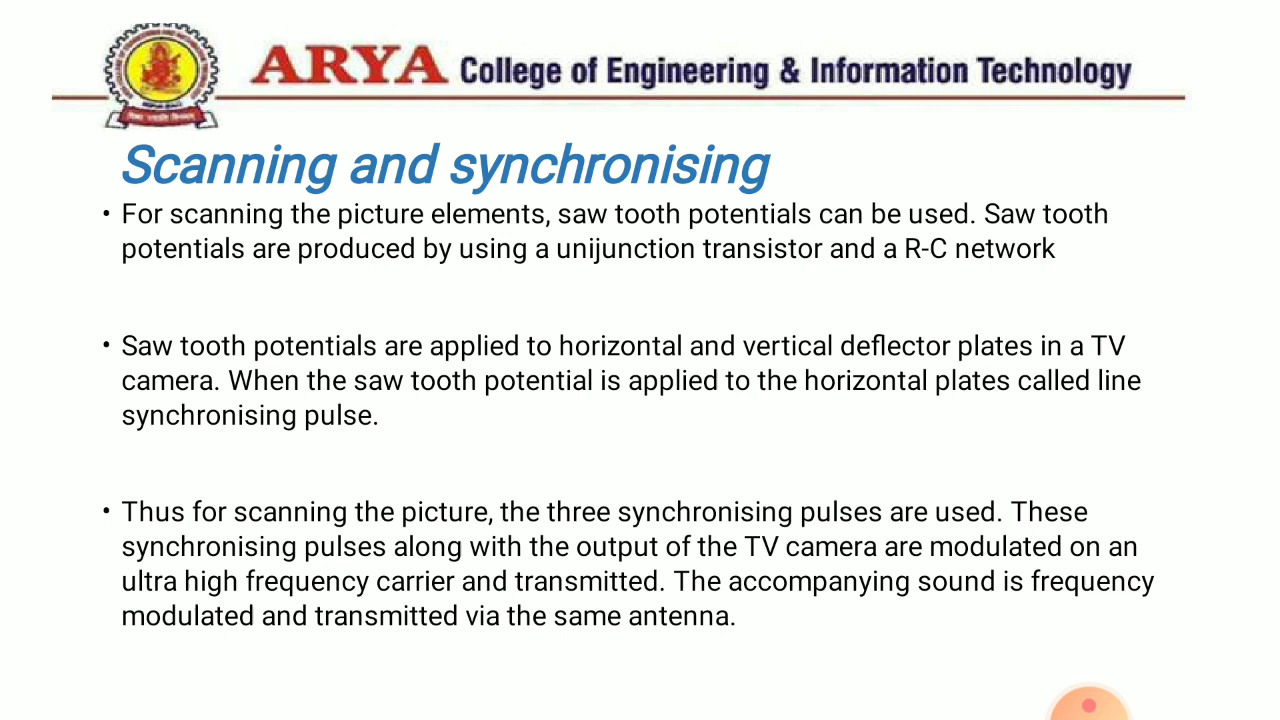 ARYA College of Engineering & Information Technology
Scanning and synchronising
• For scanning the picture elements, saw tooth potentials can be used. Saw tooth
potentials are produced by using a unijunction transistor and a R-C network
• Saw tooth potentials are applied to horizontal and vertical deflector plates in a TV
camera. When the saw tooth potential is applied to the horizontal plates called line
synchronising pulse.
• Thus for scanning the picture, the three synchronising pulses are used. These
synchronising pulses along with the output of the TV camera are modulated on an
ultra high frequency carrier and transmitted. The accompanying sound is frequency
modulated and transmitted via the same antenna.